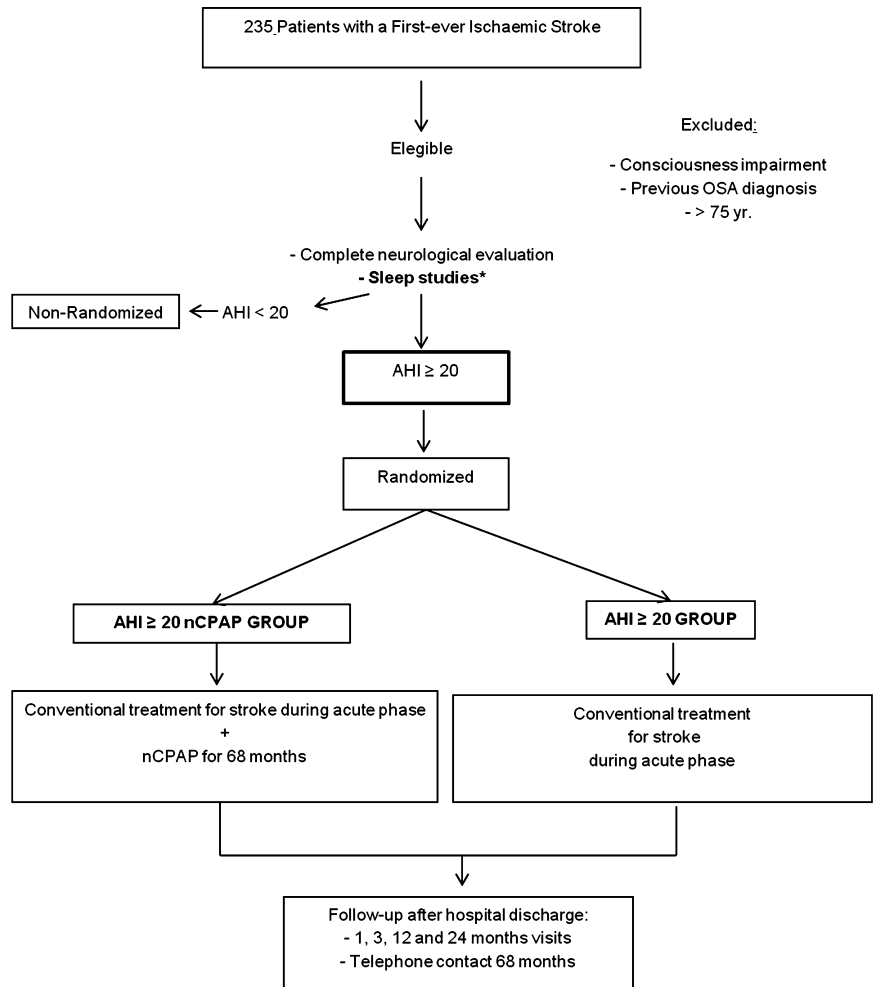 235 Patients with a First-ever Ischaemic Stroke
Elegible
Excluded:
- Consciousness impairment
- Previous OSA diagnosis
- > 75 yr.
- Complete neurological evaluation
- Sleep studies*
Non-Randomized
AHI < 20
AHI ≥ 20
Randomized
AHI ≥ 20 nCPAP GROUP
AHI ≥ 20 GROUP
Conventional treatment for stroke during acute phase
+
nCPAP for 68 months
Conventional treatment
for stroke
during acute phase
Follow-up after hospital discharge:
- 1, 3, 12 and 24 months visits
- Telephone contact 68 months